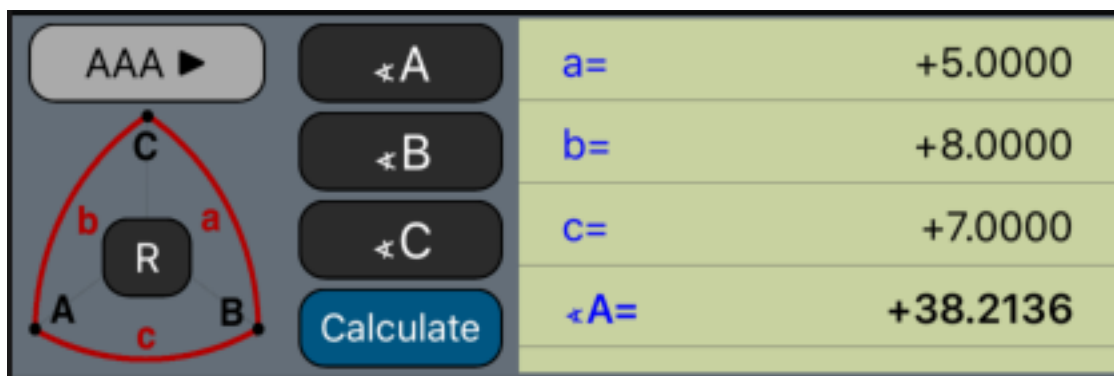 AAA ▶
C
b
a
R
A
B
c
∢A
∢B
∢C
Calculate
a= +5.0000
b= +8.0000
c= +7.0000
∢A= +38.2136